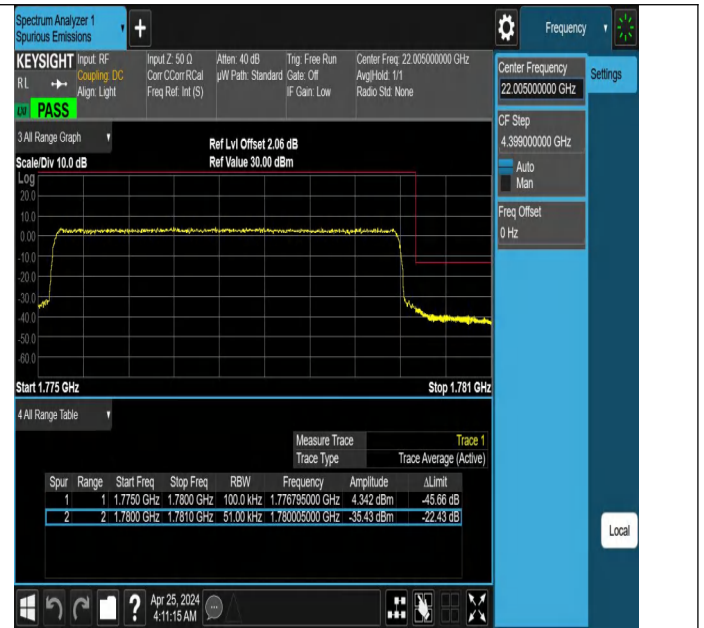 Spectrum Analyzer 1
Spurious Emissions
Frequency
KEYSIGHT
RL
PASS
Input: RF
Coupling: DC
Align: Light
Input Z: 50 Ω
Corr CCorr RCal
Freq Ref: Int (S)
Atten: 40 dB
µW Path: Standard
Trig: Free Run
Gate: Off
IF Gain: Low
Center Freq: 22.005000000 GHz
Avg|Hold: 1/1
Radio Std: None
Center Frequency
22.005000000 GHz
Settings
CF Step
4.399000000 GHz
Auto
Man
Freq Offset
0 Hz
3 All Range Graph
Scale/Div 10.0 dB
Ref Lvl Offset 2.06 dB
Ref Value 30.00 dBm
Log
20.0
10.0
0.00
-10.0
-20.0
-30.0
-40.0
-50.0
-60.0
Start 1.775 GHz
Stop 1.781 GHz
4 All Range Table
Measure Trace Trace 1
Trace Type Trace Average (Active)
Spur Range Start Freq Stop Freq RBW Frequency Amplitude ΔLimit
1 1 1.7750 GHz 1.7800 GHz 100.0 kHz 1.776795000 GHz 4.342 dBm -45.66 dB
2 2 1.7800 GHz 1.7810 GHz 51.00 kHz 1.780005000 GHz -35.43 dBm -22.43 dB
Local
Apr 25, 2024
4:11:15 AM